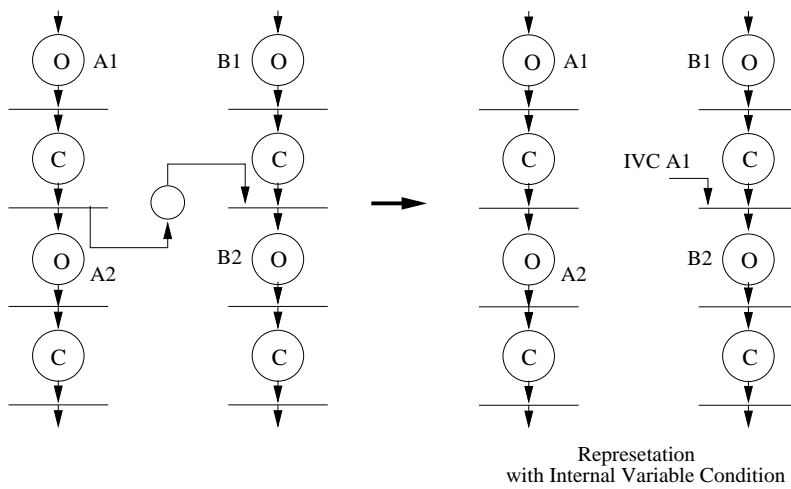 O A1 B1 O O A1 B1 O
C C C IVC A1 C
O A2 B2 O O A2 B2 O
C C C C
Represetation
with Internal Variable Condition